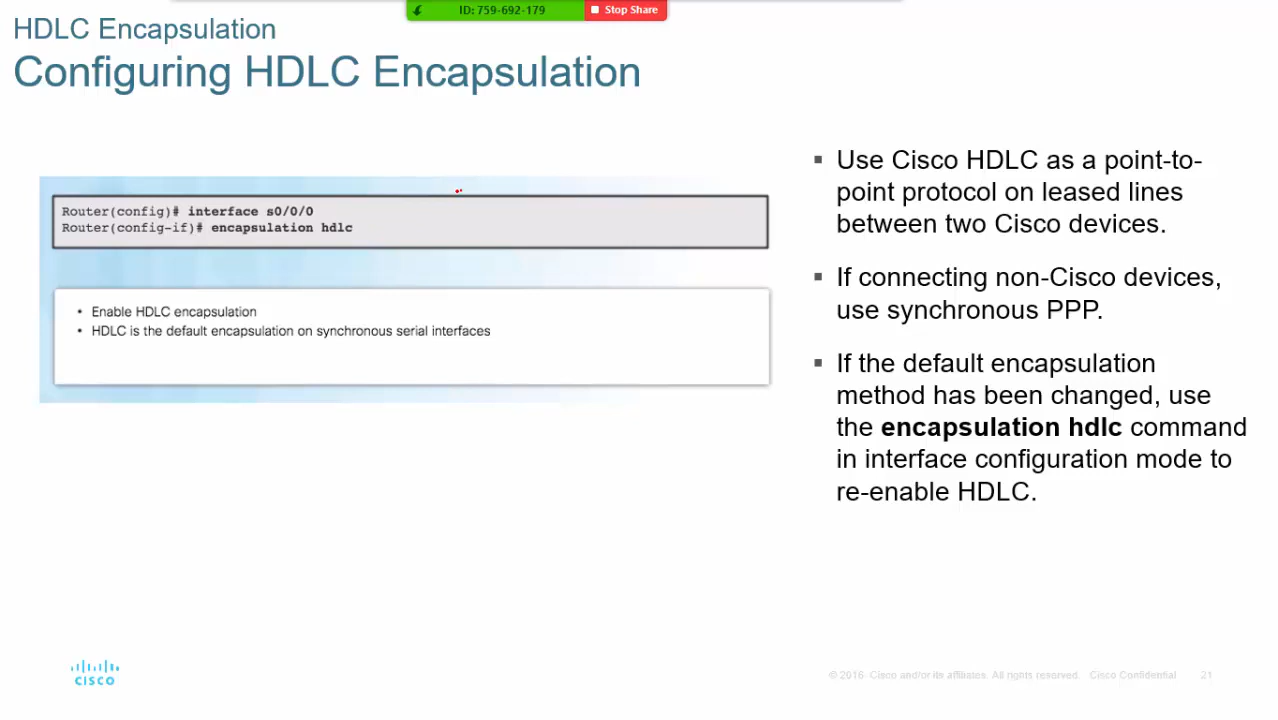 ID: 759-692-179
Stop Share
HDLC Encapsulation
Configuring HDLC Encapsulation
Router(config)# interface s0/0/0
Router(config-if)# encapsulation hdlc
• Enable HDLC encapsulation
• HDLC is the default encapsulation on synchronous serial interfaces
▪ Use Cisco HDLC as a point-to-
point protocol on leased lines
between two Cisco devices.
▪ If connecting non-Cisco devices,
use synchronous PPP.
▪ If the default encapsulation
method has been changed, use
the encapsulation hdlc command
in interface configuration mode to
re-enable HDLC.
CISCO
© 2016 Cisco and/or its affiliates. All rights reserved. Cisco Confidential 21